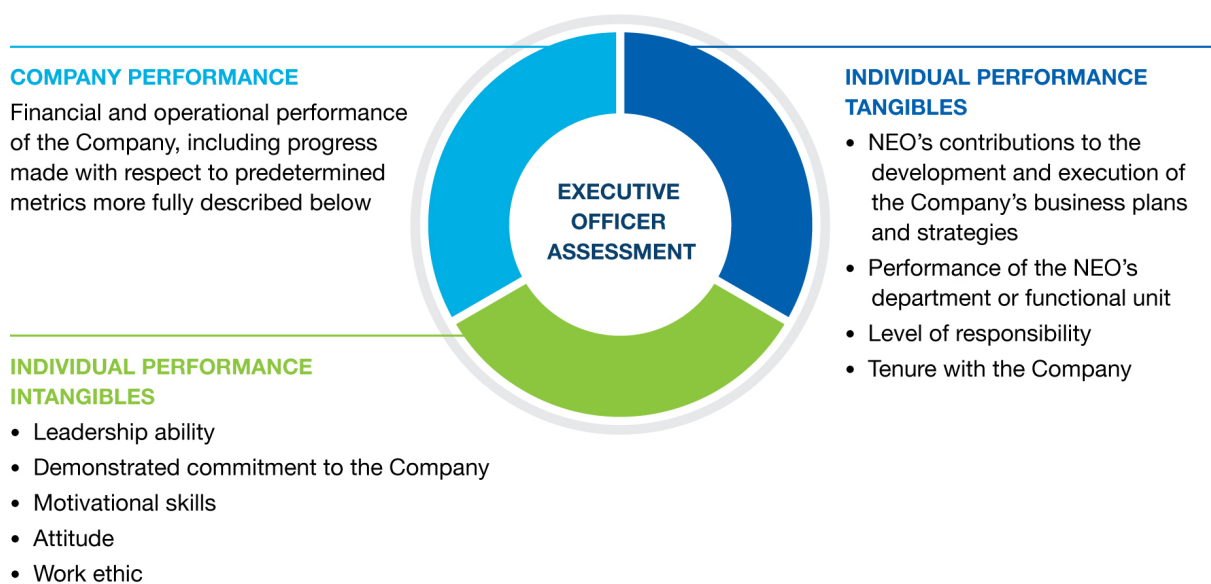 COMPANY PERFORMANCE
Financial and operational performance
of the Company, including progress
made with respect to predetermined
metrics more fully described below
EXECUTIVE
OFFICER
ASSESSMENT
INDIVIDUAL PERFORMANCE
TANGIBLES
• NEO’s contributions to the
development and execution of
the Company’s business plans
and strategies
• Performance of the NEO’s
department or functional unit
• Level of responsibility
• Tenure with the Company
INDIVIDUAL PERFORMANCE
INTANGIBLES
• Leadership ability
• Demonstrated commitment to the Company
• Motivational skills
• Attitude
• Work ethic